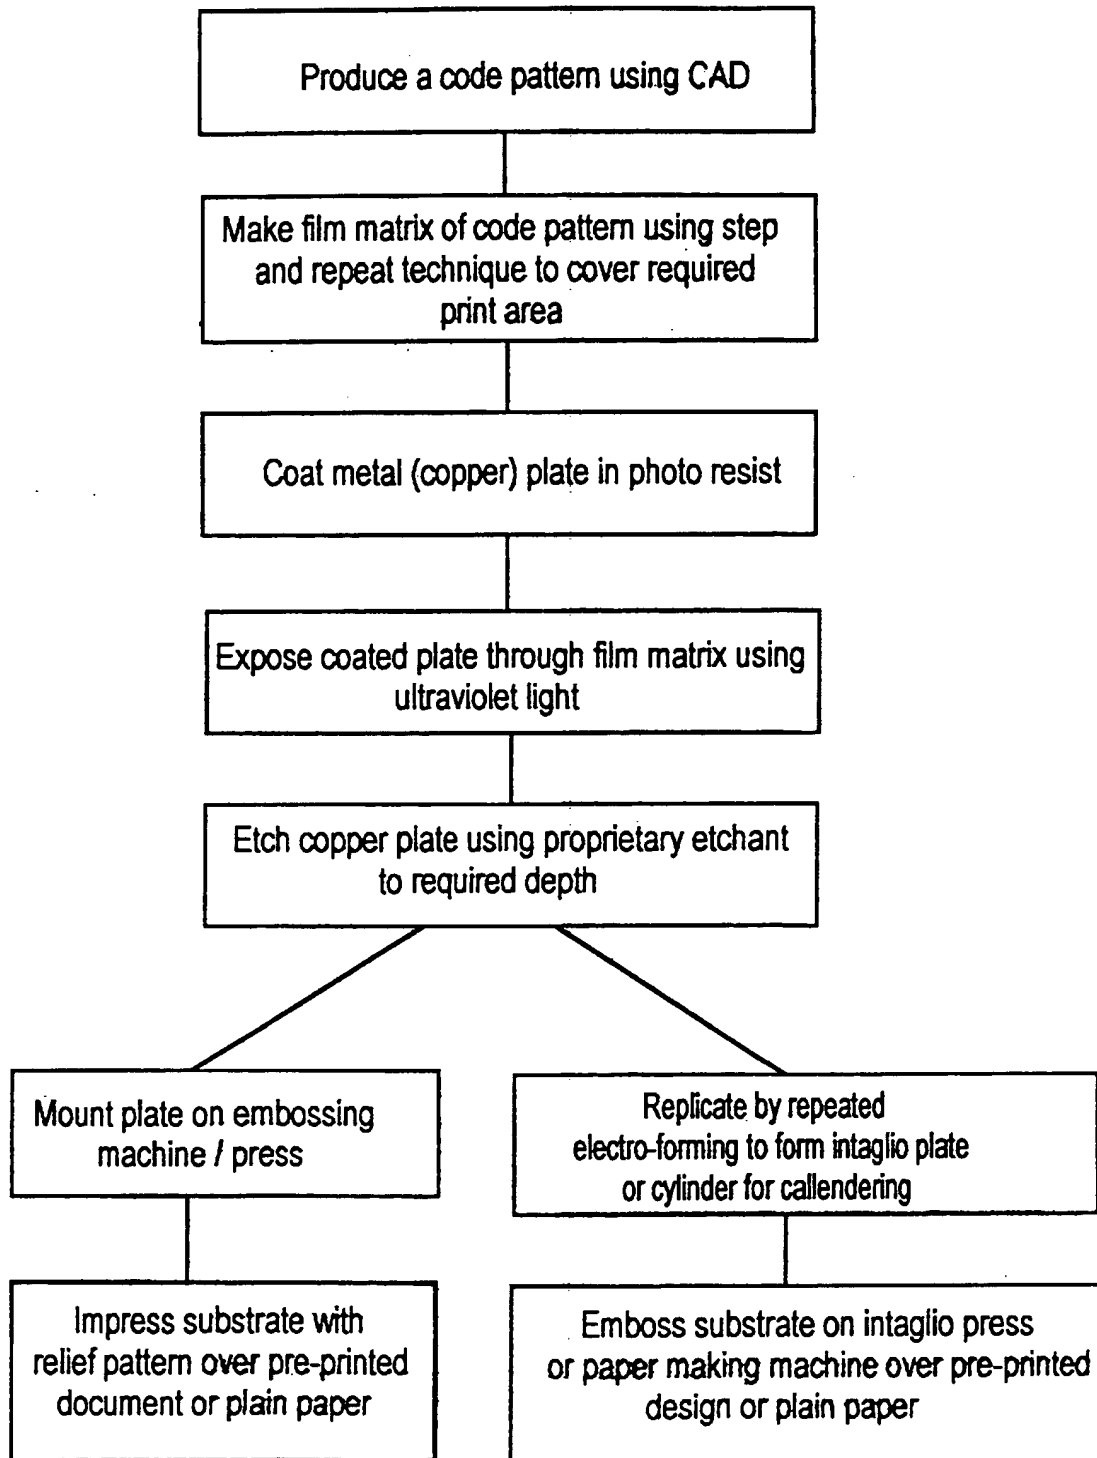 Produce a code pattern using CAD
Make film matrix of code pattern using step
and repeat technique to cover required
print area
Coat metal (copper) plate in photo resist
Expose coated plate through film matrix using
ultraviolet light
Etch copper plate using proprietary etchant
to required depth
Mount plate on embossing
machine / press
Replicate by repeated
electro-forming to form intaglio plate
or cylinder for callendering
Impress substrate with
relief pattern over pre-printed
document or plain paper
Emboss substrate on intaglio press
or paper making machine over pre-printed
design or plain paper